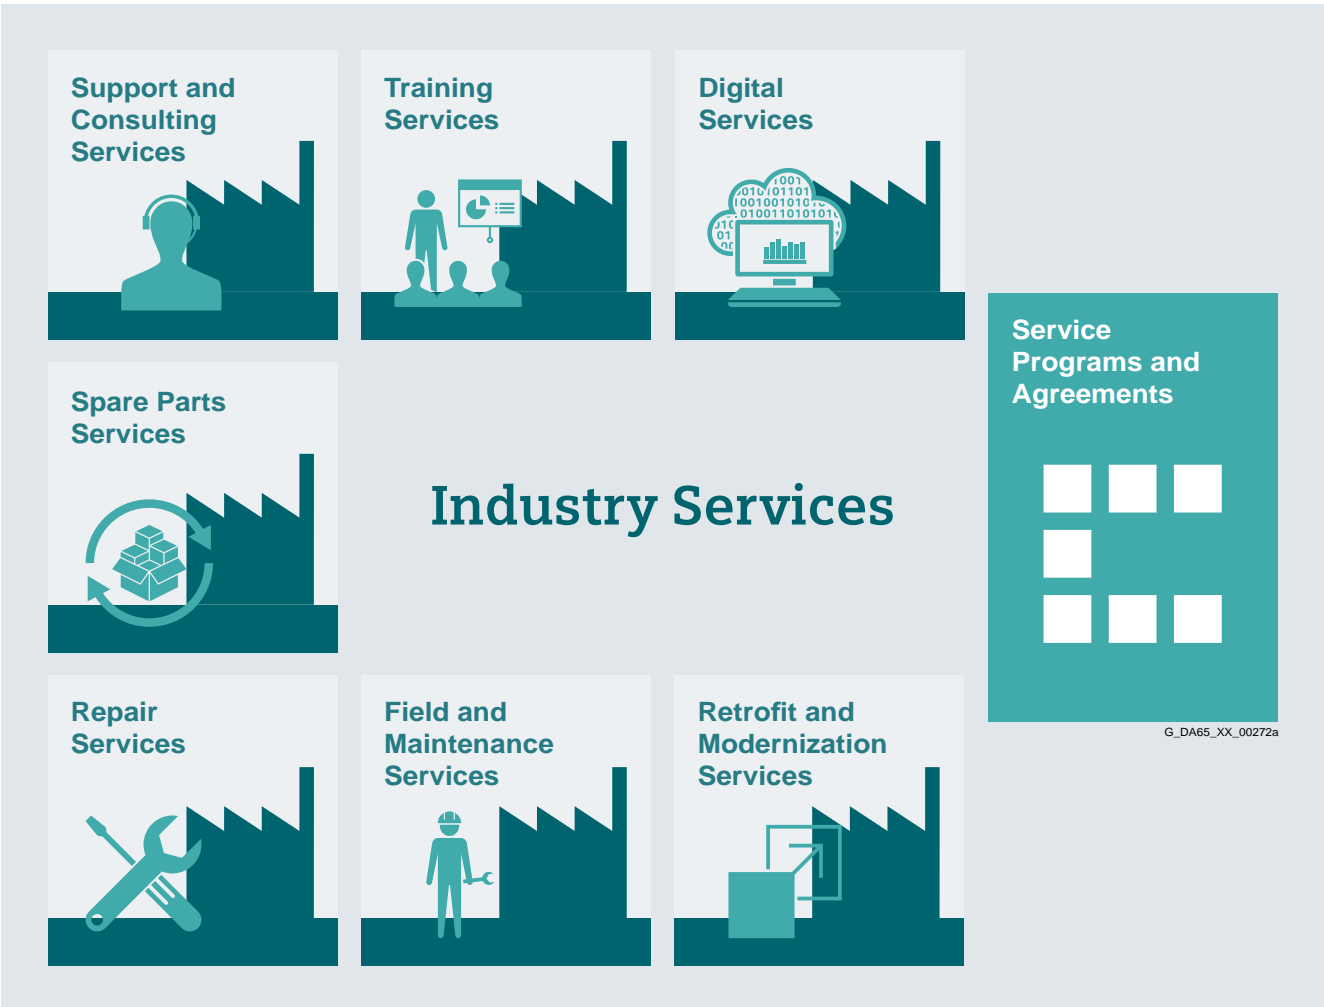 Support and
Consulting
Services
Training
Services
Digital
Services
Service
Programs and
Agreements
Spare Parts
Services
Industry Services
Repair
Services
Field and
Maintenance
Services
Retrofit and
Modernization
Services
G_DA65_XX_00272a